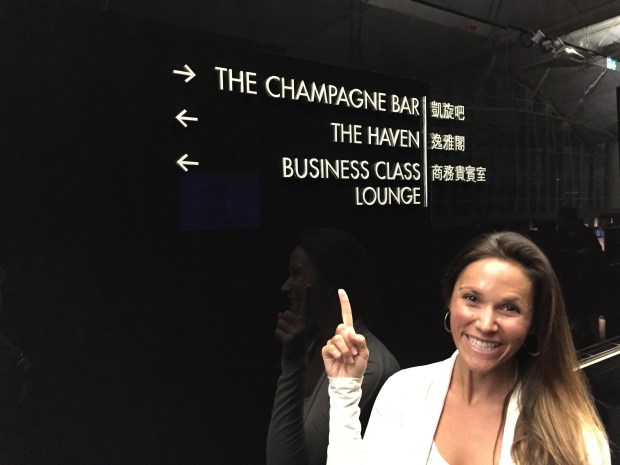 → THE CHAMPAGNE BAR 凱旋吧
← THE HAVEN 逸雅閣
← BUSINESS CLASS 商務貴賓室
LOUNGE